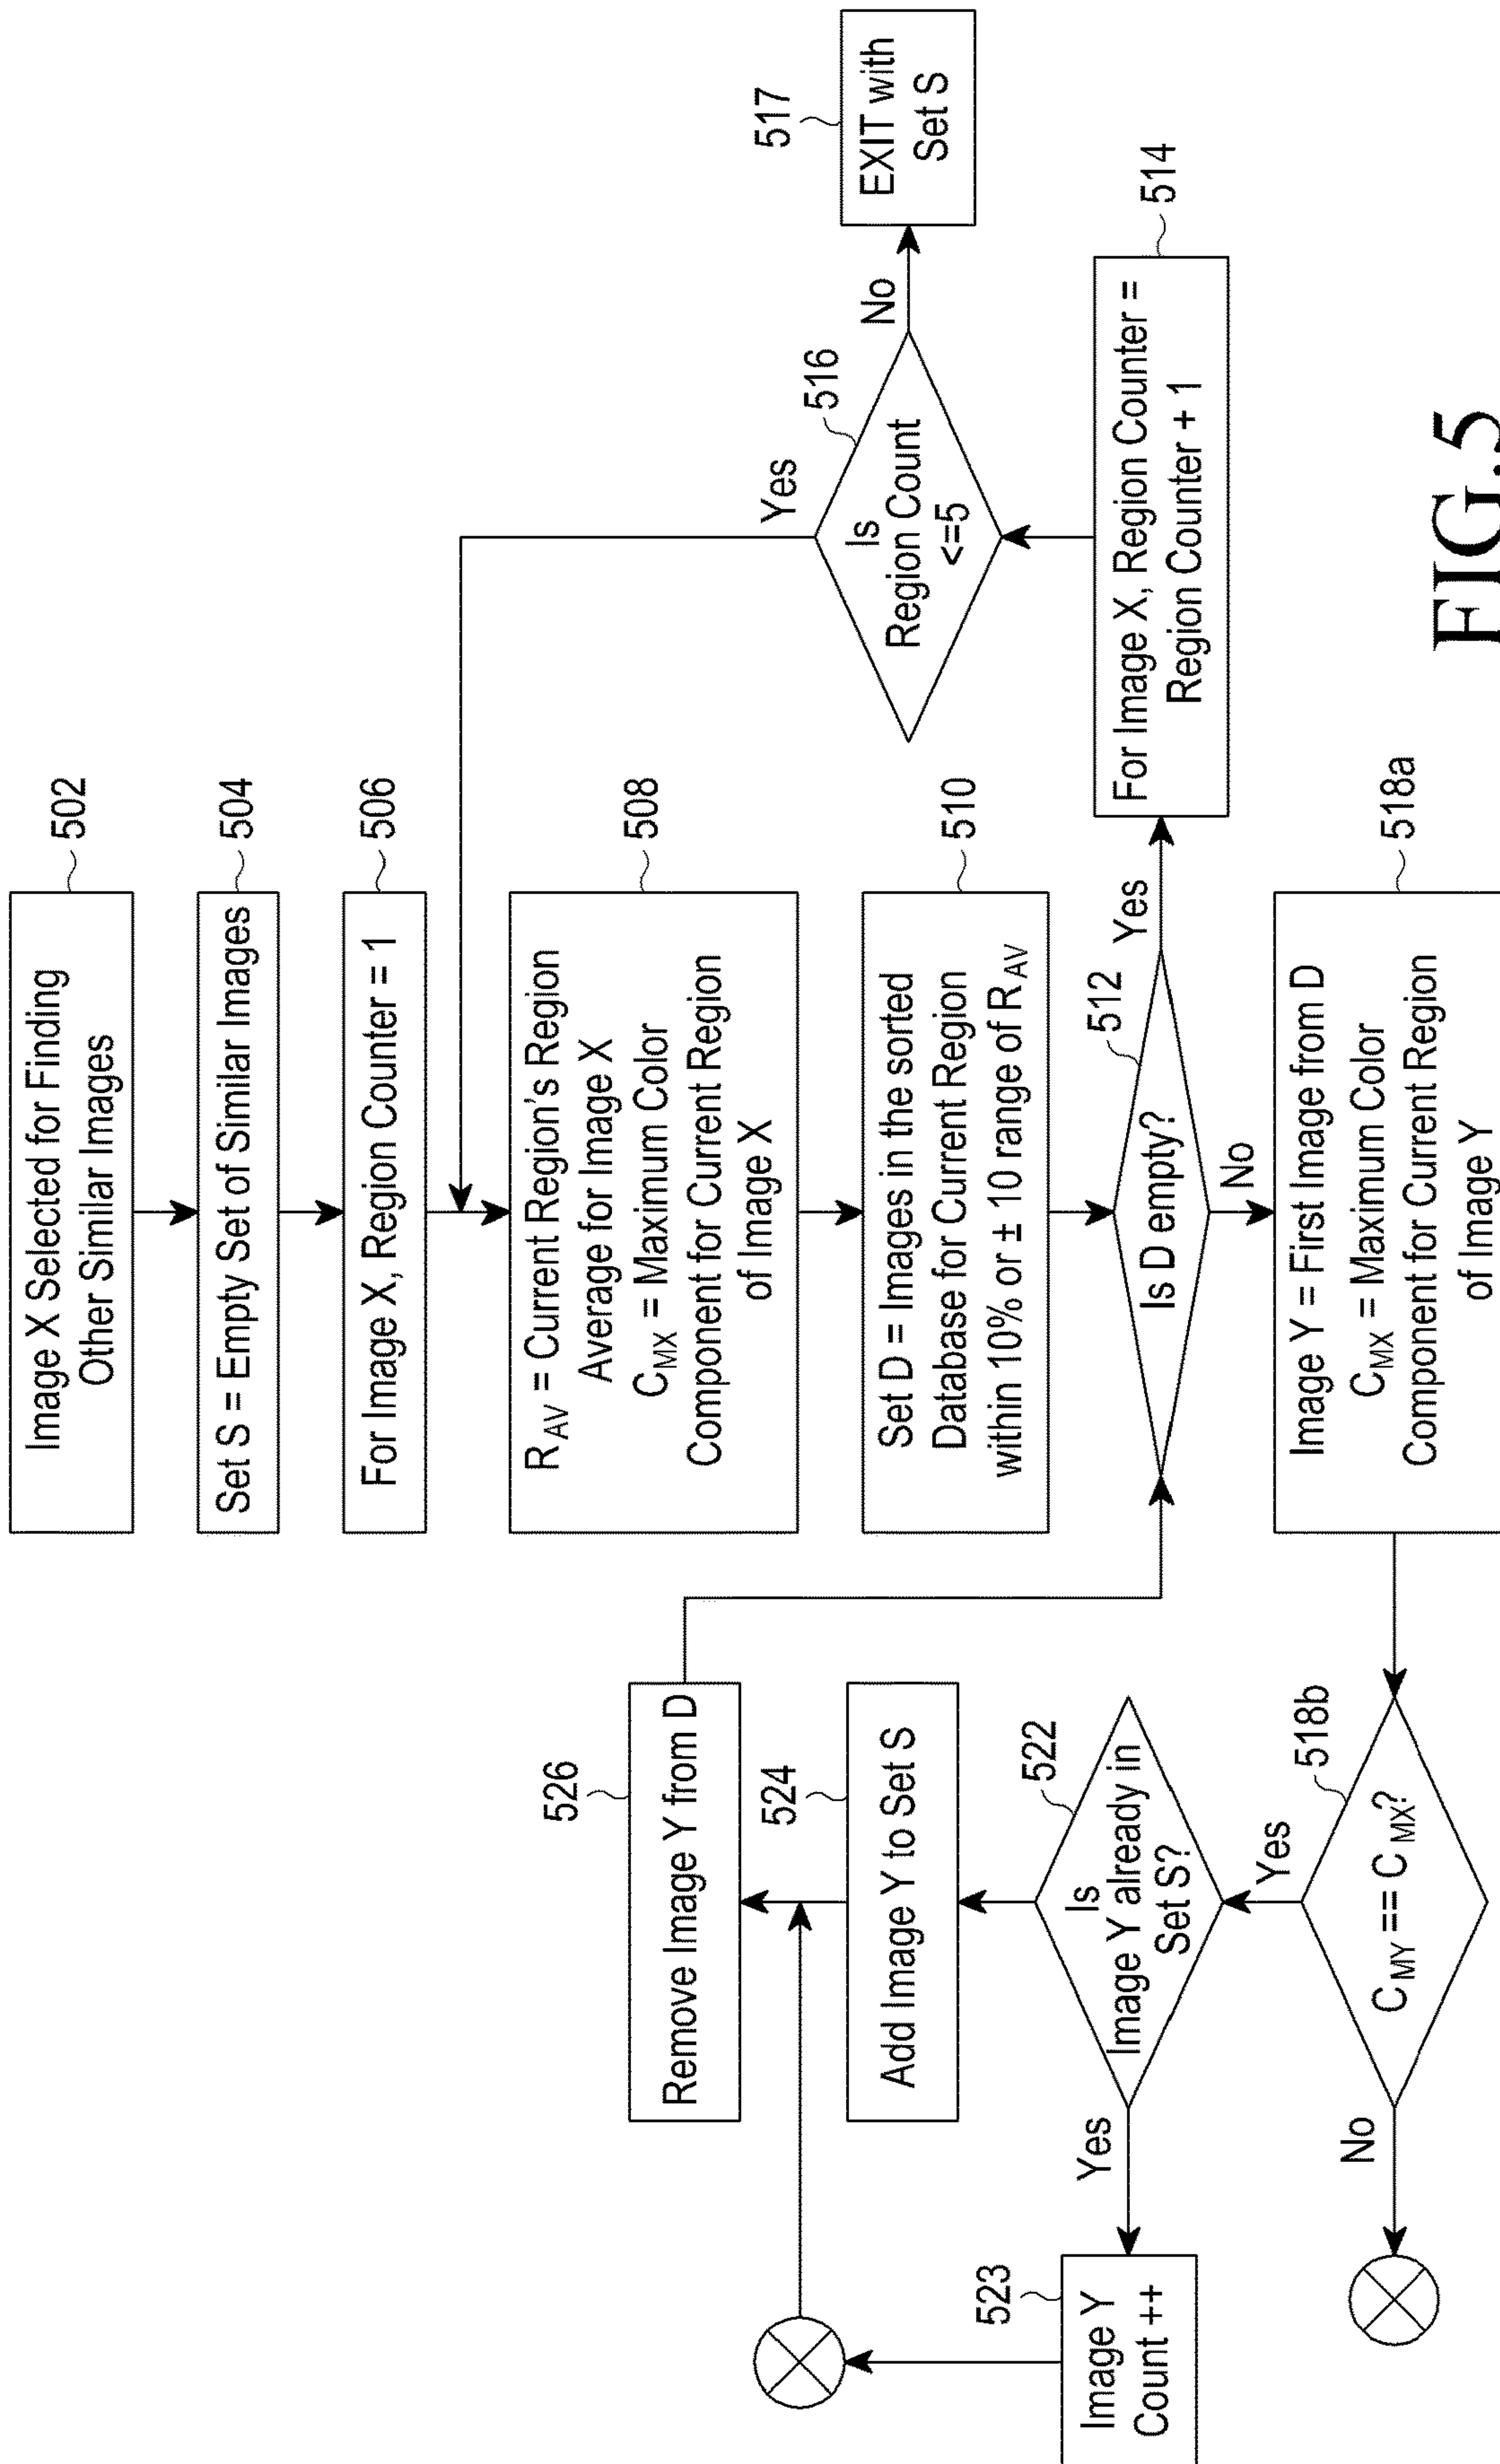 Image X Selected for Finding
Other Similar Images
502
Set S = Empty Set of Similar Images
504
For Image X, Region Counter = 1
506
R_AV = Current Region's Region
Average for Image X
C_MX = Maximum Color
Component for Current Region
of Image X
508
Set D = Images in the sorted
Database for Current Region
within 10% or ± 10 range of R_AV
510
Is D empty?
512
Yes
No
For Image X, Region Counter =
Region Counter + 1
514
Is
Region Count
<=5
516
Yes
No
EXIT with
Set S
517
Image Y = First Image from D
C_MX = Maximum Color
Component for Current Region
of Image Y
518a
C_MY == C_MX?
518b
Yes
No
Is
Image Y already in
Set S?
522
Yes
Image Y
Count ++
523
Add Image Y to Set S
524
Remove Image Y from D
526
FIG.5